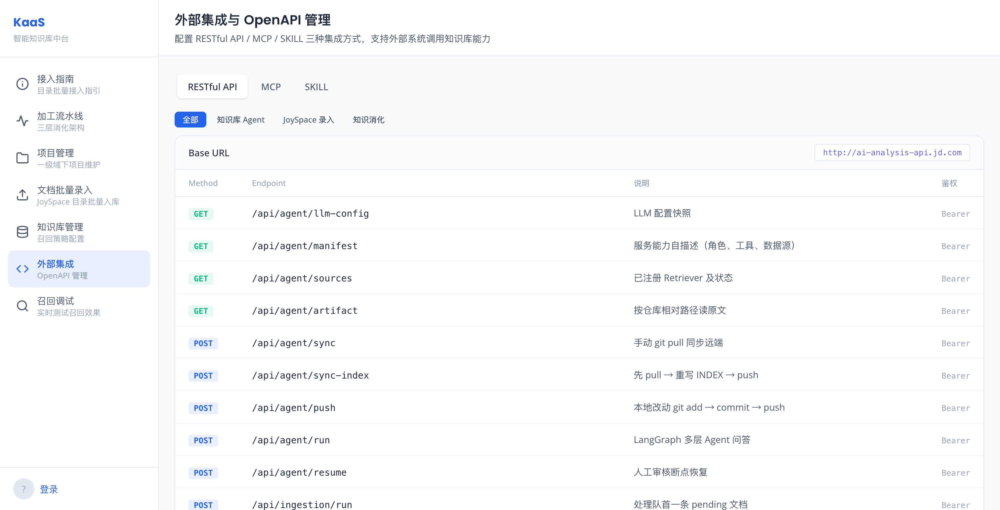 KaaS
智能知识库中台
接入指南
目录批量接入指引
加工流水线
三层消化架构
项目管理
一级域下项目维护
文档批量录入
JoySpace 目录批量入库
知识库管理
召回策略配置
外部集成
OpenAPI 管理
召回调试
实时测试召回效果
? 登录
外部集成与 OpenAPI 管理
配置 RESTful API / MCP / SKILL 三种集成方式，支持外部系统调用知识库能力
RESTful API MCP SKILL
全部 知识库 Agent JoySpace 录入 知识消化
Base URL http://ai-analysis-api.jd.com
Method Endpoint 说明 鉴权
GET /api/agent/llm-config LLM 配置快照 Bearer
GET /api/agent/manifest 服务能力自描述（角色、工具、数据源） Bearer
GET /api/agent/sources 已注册 Retriever 及状态 Bearer
GET /api/agent/artifact 按仓库相对路径读原文 Bearer
POST /api/agent/sync 手动 git pull 同步远端 Bearer
POST /api/agent/sync-index 先 pull → 重写 INDEX → push Bearer
POST /api/agent/push 本地改动 git add → commit → push Bearer
POST /api/agent/run LangGraph 多层 Agent 问答 Bearer
POST /api/agent/resume 人工审核断点恢复 Bearer
POST /api/ingestion/run 处理队首一条 pending 文档 Bearer